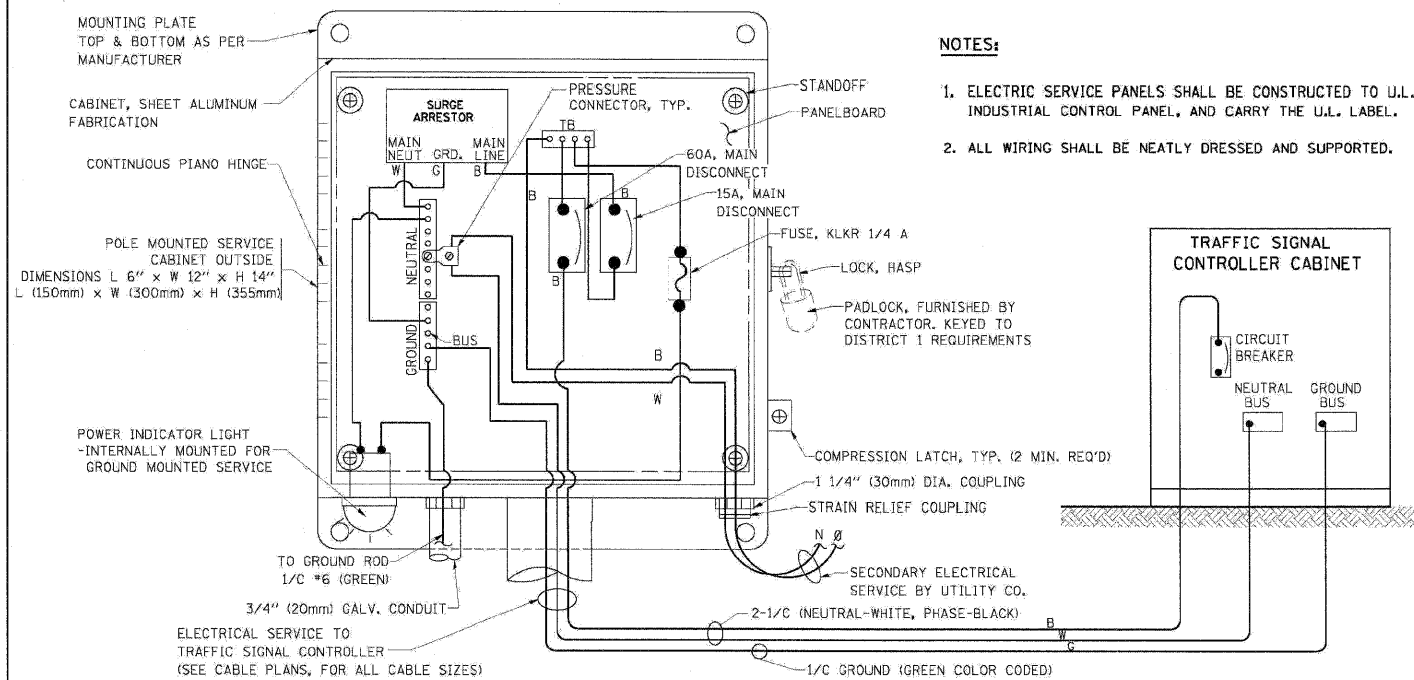 MOUNTING PLATE
TOP & BOTTOM AS PER
MANUFACTURER
CABINET, SHEET ALUMINUM
FABRICATION
CONTINUOUS PIANO HINGE
POLE MOUNTED SERVICE
CABINET OUTSIDE
DIMENSIONS L 6" x W 12" x H 14"
L (150mm) x W (300mm) x H (355mm)
POWER INDICATOR LIGHT
-INTERNALLY MOUNTED FOR
GROUND MOUNTED SERVICE
SURGE
ARRESTOR
MAIN
NEUT
GRD.
MAIN
LINE
W
G
B
PRESSURE
CONNECTOR, TYP.
TB
60A, MAIN
DISCONNECT
15A, MAIN
DISCONNECT
B
B
B
NEUTRAL
GROUND
BUS
B
W
STANDOFF
PANELBOARD
FUSE, KLKR 1/4 A
LOCK, HASP
PADLOCK, FURNISHED BY
CONTRACTOR. KEYED TO
DISTRICT 1 REQUIREMENTS
COMPRESSION LATCH, TYP. (2 MIN. REQ'D)
1 1/4" (30mm) DIA. COUPLING
STRAIN RELIEF COUPLING
N Ø
SECONDARY ELECTRICAL
SERVICE BY UTILITY CO.
TO GROUND ROD
1/C #6 (GREEN)
3/4" (20mm) GALV. CONDUIT
ELECTRICAL SERVICE TO
TRAFFIC SIGNAL CONTROLLER
(SEE CABLE PLANS, FOR ALL CABLE SIZES)
2-1/C (NEUTRAL-WHITE, PHASE-BLACK)
1/C GROUND (GREEN COLOR CODED)
B
W
G
NOTES:
1. ELECTRIC SERVICE PANELS SHALL BE CONSTRUCTED TO U.L.
INDUSTRIAL CONTROL PANEL, AND CARRY THE U.L. LABEL.
2. ALL WIRING SHALL BE NEATLY DRESSED AND SUPPORTED.
TRAFFIC SIGNAL
CONTROLLER CABINET
CIRCUIT
BREAKER
NEUTRAL
BUS
GROUND
BUS